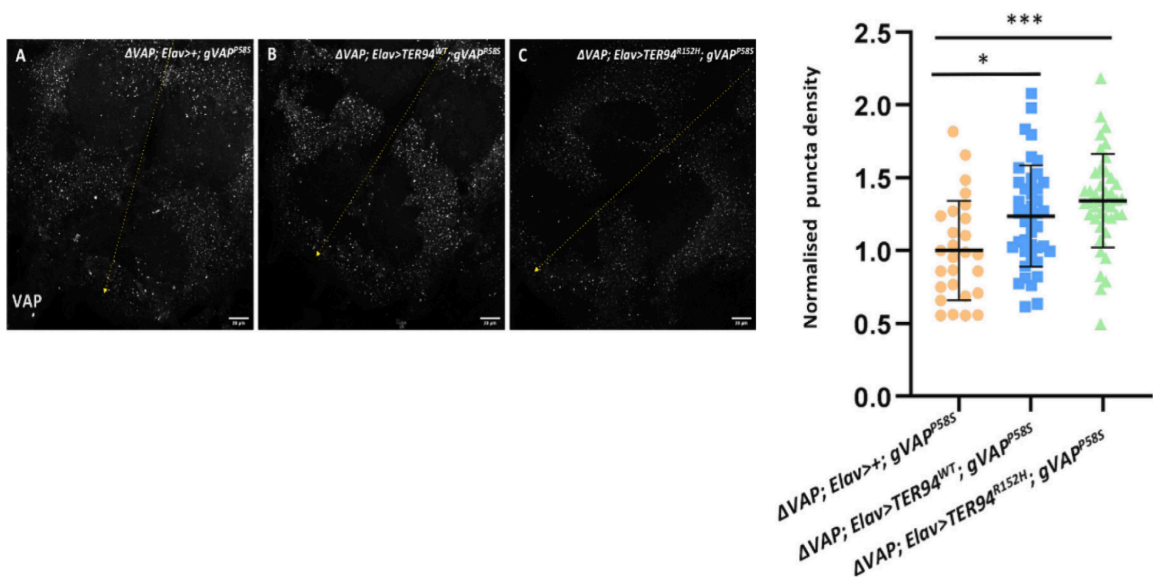 A
ΔVAP; Elav>+; gVAP^P58S
VAP
B
ΔVAP; Elav>TER94^WT; gVAP^P58S
C
ΔVAP; Elav>TER94^R152H; gVAP^P58S
Normalised puncta density
2.5
2.0
1.5
1.0
0.5
0.0
***
*
ΔVAP; Elav>+; gVAP^P58S
ΔVAP; Elav>TER94^WT; gVAP^P58S
ΔVAP; Elav>TER94^R152H; gVAP^P58S